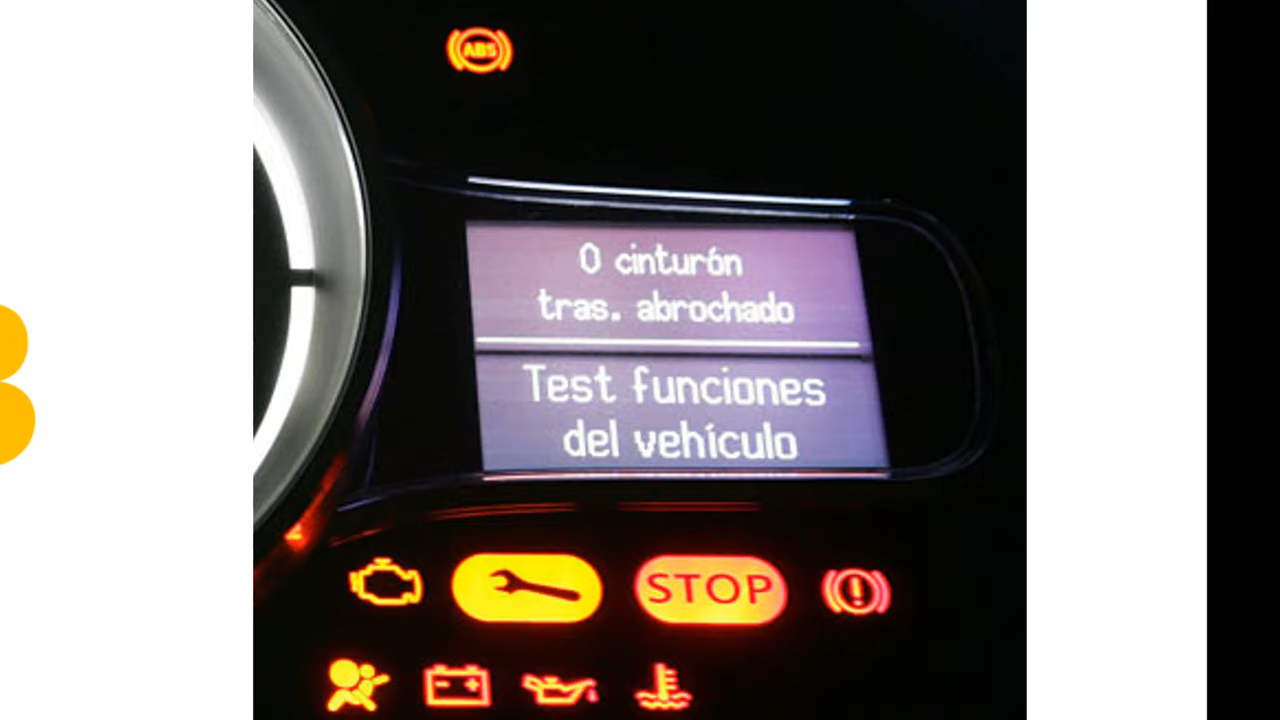 ABS
0 cinturón
tras. abrochado
Test funciones
del vehículo
STOP